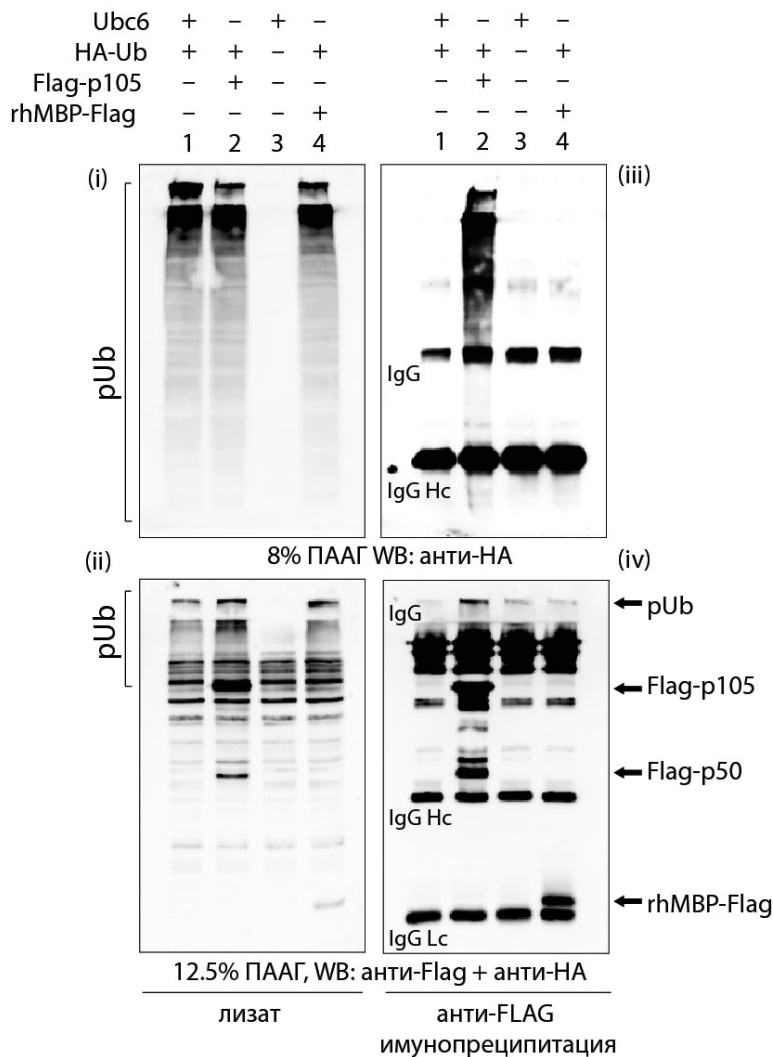 Ubc6 + + + − + + + −
HA-Ub + + − + + + − +
Flag-p105 − + − − − + − −
rhMBP-Flag − − − + − − − +
1 2 3 4 1 2 3 4
(i) (iii)
pUb
IgG
IgG Hc
8% ПААГ WB: анти-HA
(ii) (iv)
pUb
IgG
pUb
Flag-p105
Flag-p50
IgG Hc
rhMBP-Flag
IgG Lc
12.5% ПААГ, WB: анти-Flag + анти-HA
лизат анти-FLAG
имунопреципитация